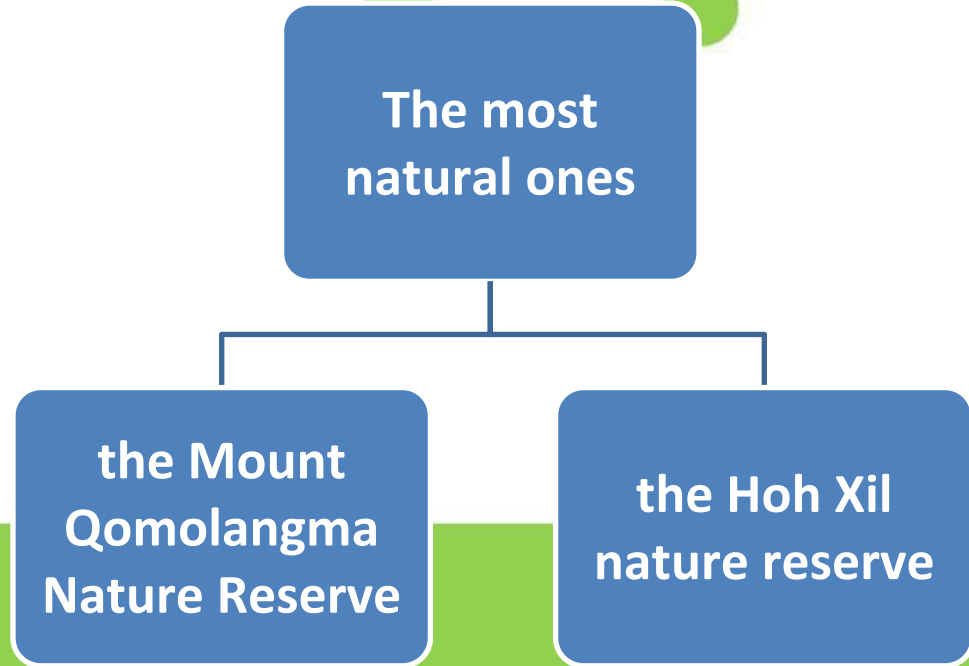 The most
natural ones
the Mount
Qomolangma
Nature Reserve
the Hoh Xil
nature reserve